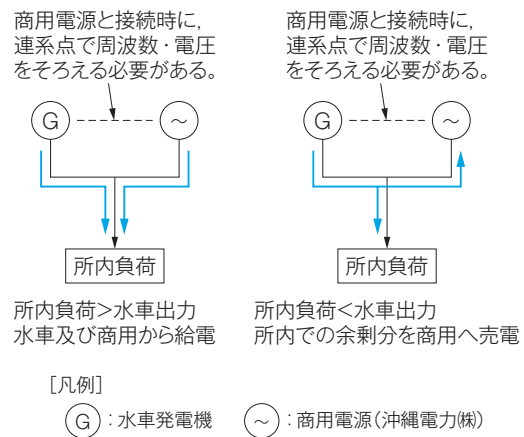 商用電源と接続時に,
連系点で周波数・電圧
をそろえる必要がある。
G
～
所内負荷
所内負荷>水車出力
水車及び商用から給電
商用電源と接続時に,
連系点で周波数・電圧
をそろえる必要がある。
G
～
所内負荷
所内負荷<水車出力
所内での余剰分を商用へ売電
[凡例]
G：水車発電機 ～：商用電源(沖縄電力㈱)